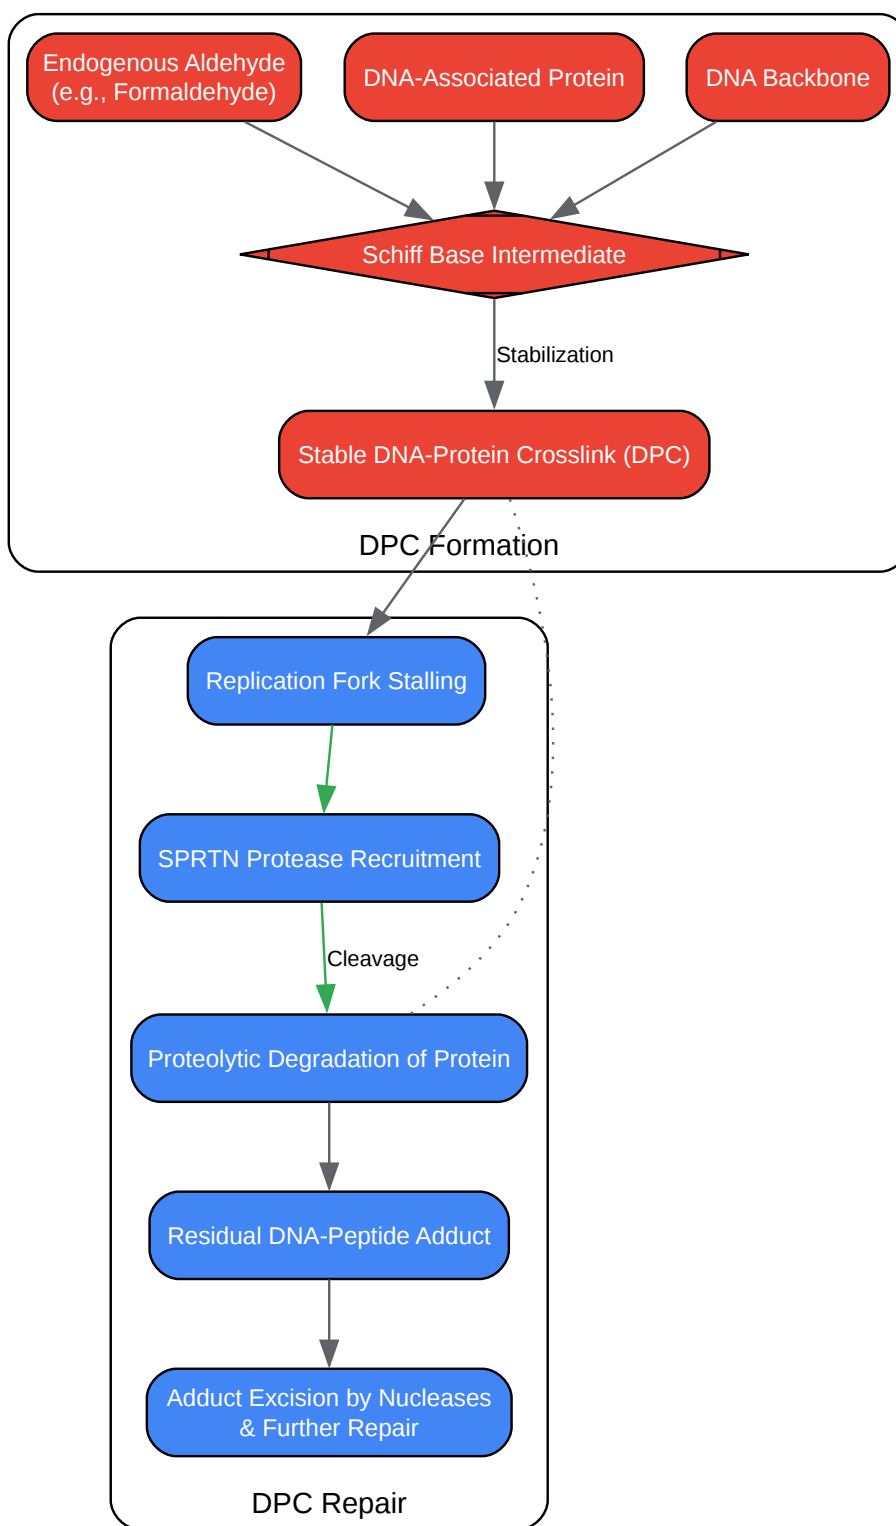 Endogenous Aldehyde
(e.g., Formaldehyde)
DNA-Associated Protein
DNA Backbone
Schiff Base Intermediate
Stabilization
Stable DNA-Protein Crosslink (DPC)
DPC Formation
Replication Fork Stalling
SPRTN Protease Recruitment
Cleavage
Proteolytic Degradation of Protein
Residual DNA-Peptide Adduct
Adduct Excision by Nucleases
& Further Repair
DPC Repair